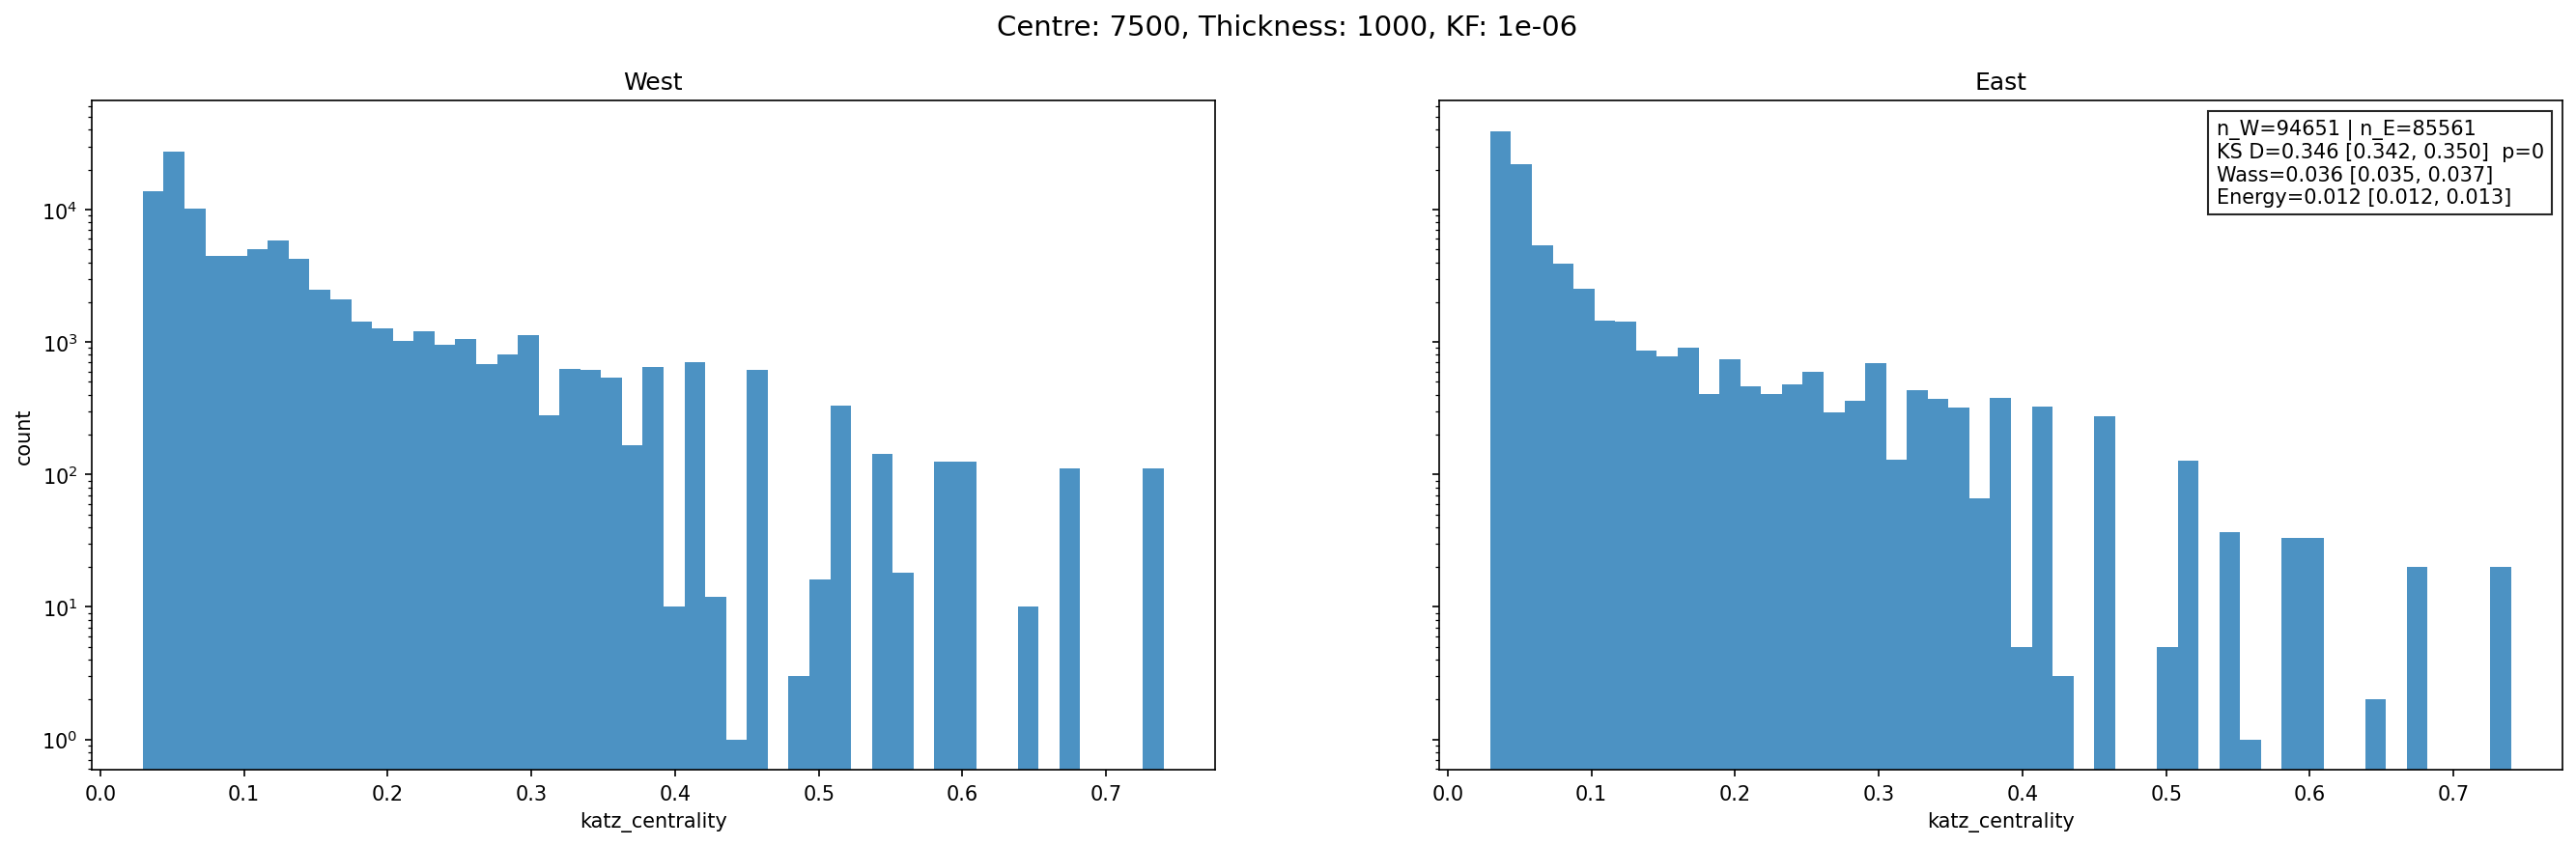 Centre: 7500, Thickness: 1000, KF: 1e-06
West
East
n_W=94651 | n_E=85561
KS D=0.346 [0.342, 0.350]  p=0
Wass=0.036 [0.035, 0.037]
Energy=0.012 [0.012, 0.013]
count
10⁴
10³
10²
10¹
10⁰
0.0 0.1 0.2 0.3 0.4 0.5 0.6 0.7
katz_centrality
0.0 0.1 0.2 0.3 0.4 0.5 0.6 0.7
katz_centrality